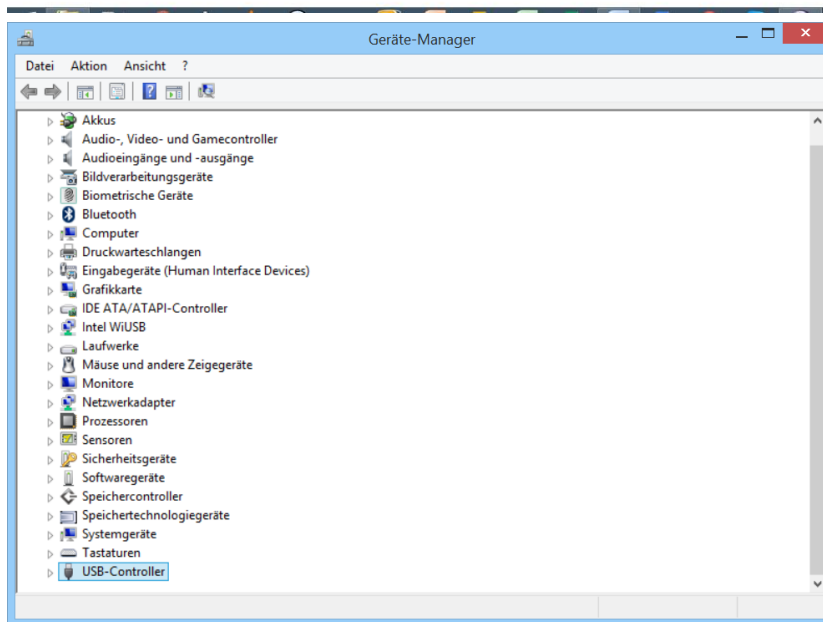 Geräte-Manager
Datei Aktion Ansicht ?
Akkus
Audio-, Video- und Gamecontroller
Audioeingänge und -ausgänge
Bildverarbeitungsgeräte
Biometrische Geräte
Bluetooth
Computer
Druckwarteschlangen
Eingabegeräte (Human Interface Devices)
Grafikkarte
IDE ATA/ATAPI-Controller
Intel WiUSB
Laufwerke
Mäuse und andere Zeigegeräte
Monitore
Netzwerkadapter
Prozessoren
Sensoren
Sicherheitsgeräte
Softwaregeräte
Speichercontroller
Speichertechnologiegeräte
Systemgeräte
Tastaturen
USB-Controller